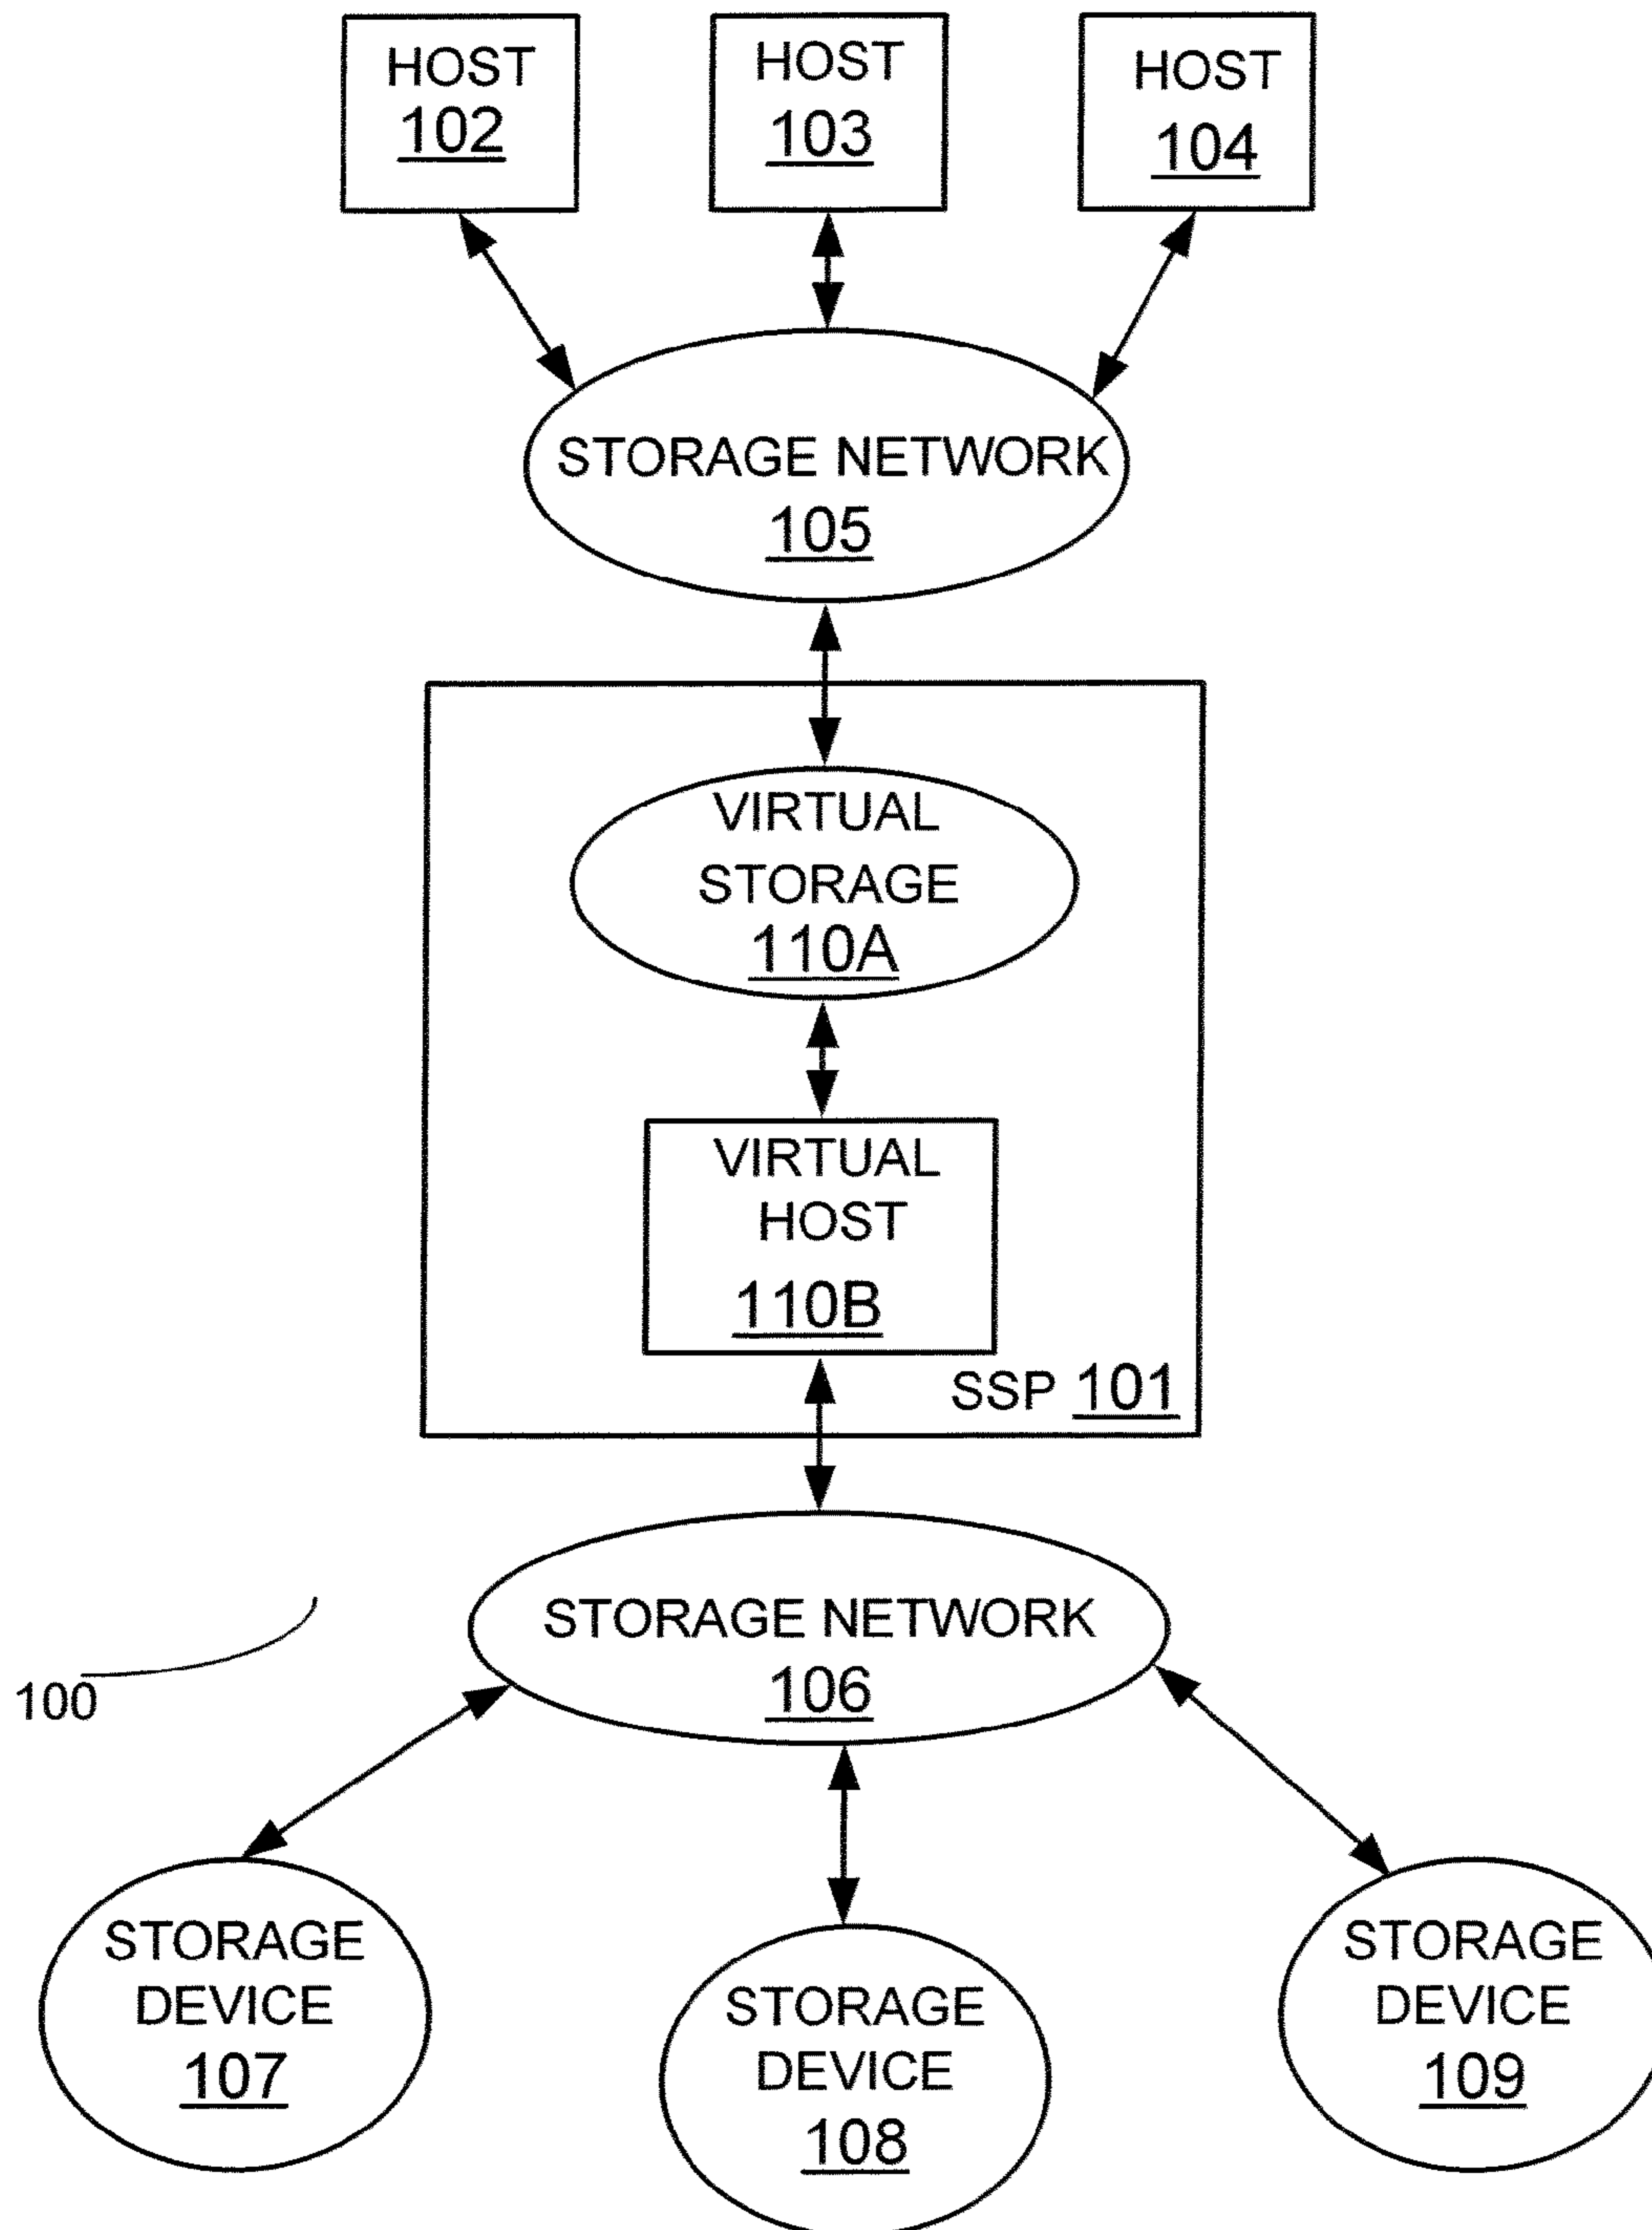 HOST
102
HOST
103
HOST
104
STORAGE NETWORK
105
VIRTUAL
STORAGE
110A
VIRTUAL
HOST
110B
SSP 101
STORAGE NETWORK
106
100
STORAGE
DEVICE
107
STORAGE
DEVICE
108
STORAGE
DEVICE
109